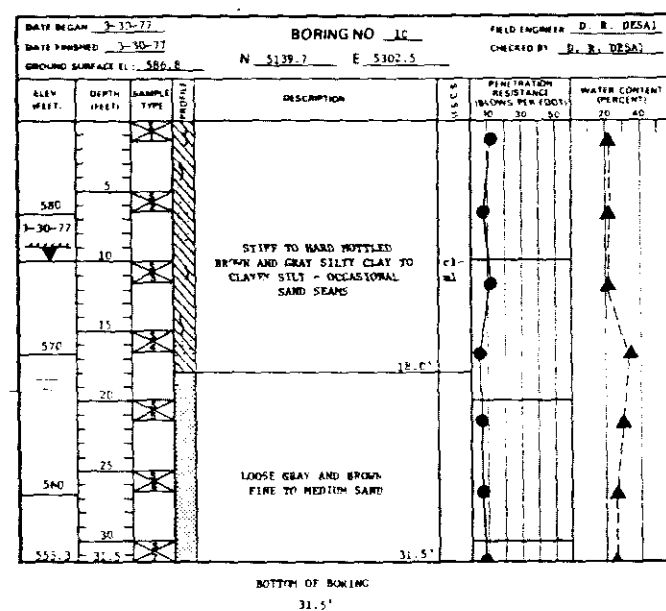 DATE BEGAN 3-30-77
DATE FINISHED 3-30-77
GROUND SURFACE EL: 586.8
BORING NO 10
N 5139.7 E 5302.5
FIELD ENGINEER D. R. DESAI
CHECKED BY D. R. DESAI
ELEV (FEET)
DEPTH (FEET)
SAMPLE TYPE
PROFILE
DESCRIPTION
U.S.C.S
PENETRATION RESISTANCE (BLOWS PER FOOT)
10 30 50
WATER CONTENT (PERCENT)
20 40
5
580
3-30-77
10
STIFF TO HARD MOTTLED
BROWN AND GRAY SILTY CLAY TO
CLAYEY SILT - OCCASIONAL
SAND SEAMS
cl-
ml
15
570
18.0'
20
25
LOOSE GRAY AND BROWN
FINE TO MEDIUM SAND
560
30
555.3
31.5
31.5'
BOTTOM OF BORING
31.5'